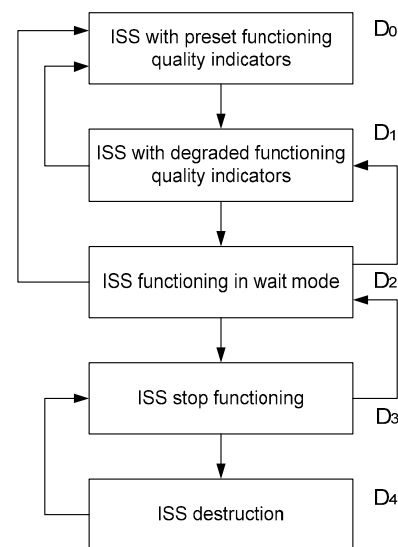 ISS with preset functioning
quality indicators
D0
ISS with degraded functioning
quality indicators
D1
ISS functioning in wait mode
D2
ISS stop functioning
D3
ISS destruction
D4